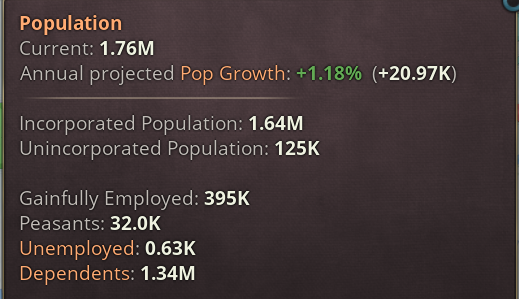 Population
Current: 1.76M
Annual projected Pop Growth: +1.18% (+20.97K)
Incorporated Population: 1.64M
Unincorporated Population: 125K
Gainfully Employed: 395K
Peasants: 32.0K
Unemployed: 0.63K
Dependents: 1.34M